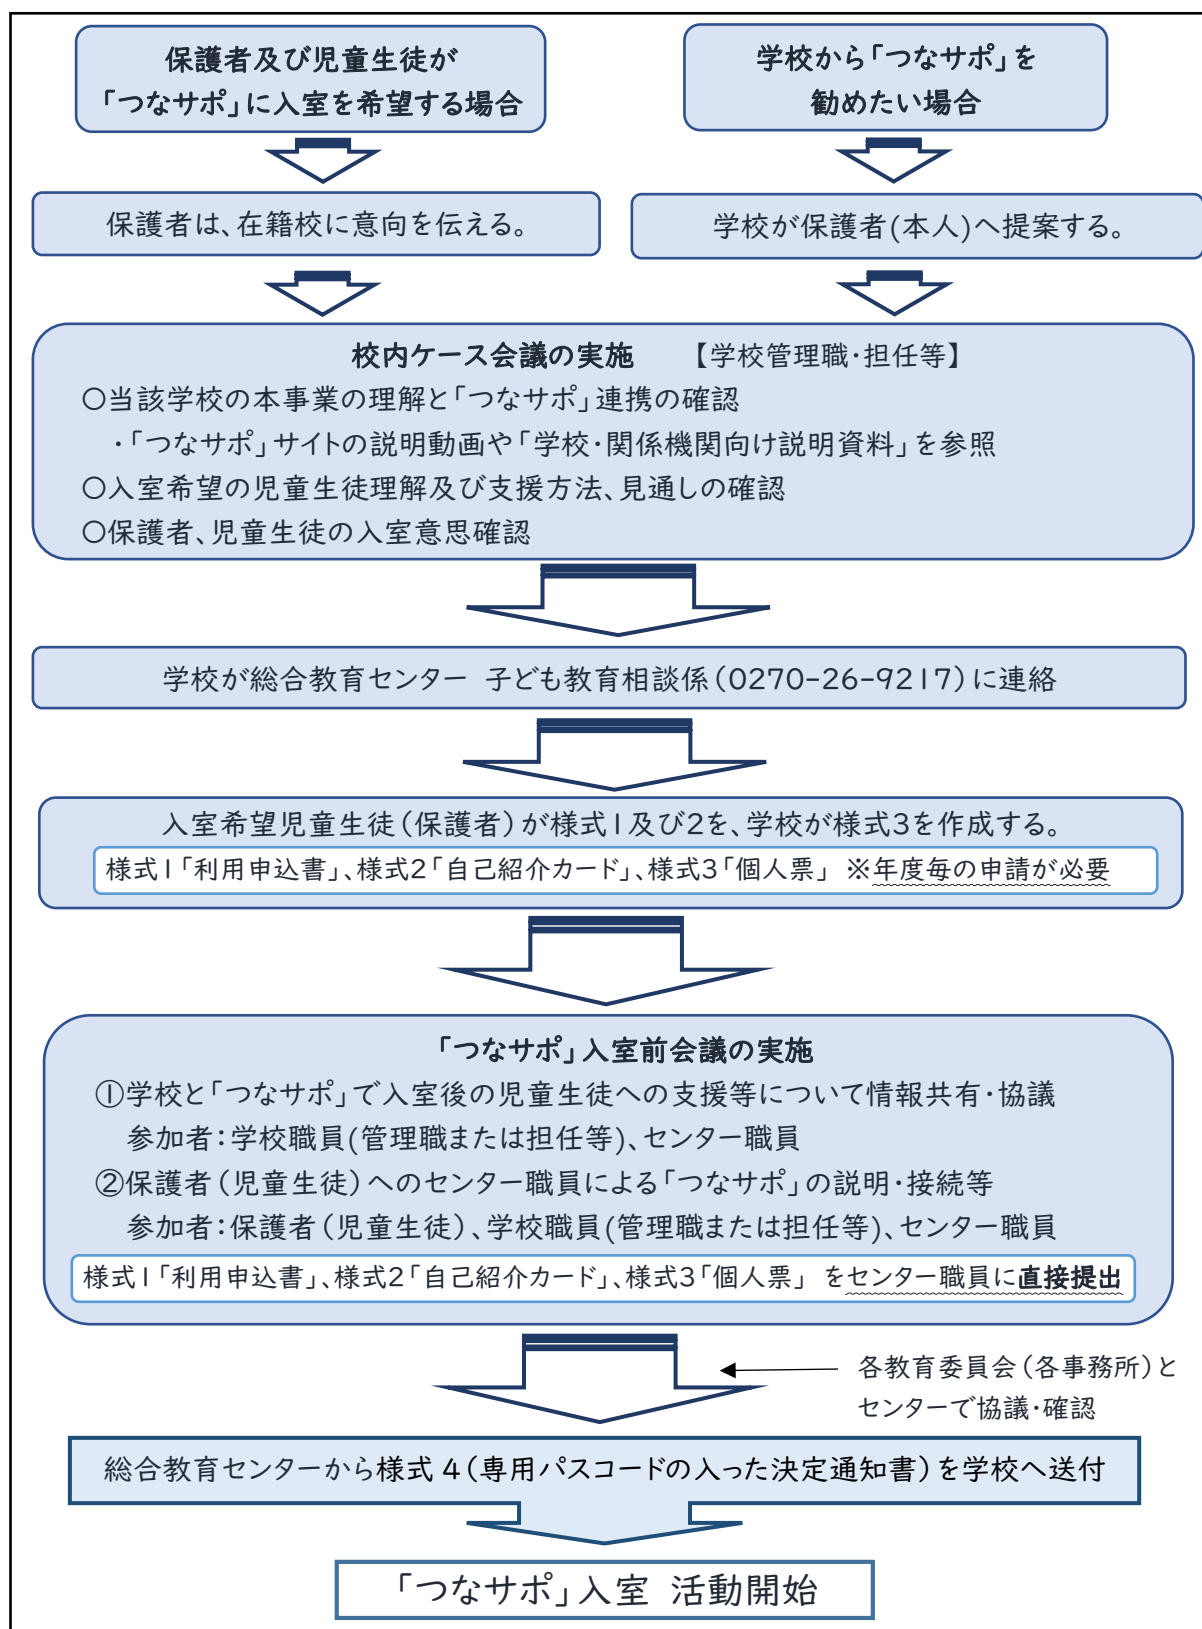 保護者及び児童生徒が
「つなサポ」に入室を希望する場合
学校から「つなサポ」を
勧めたい場合
保護者は、在籍校に意向を伝える。
学校が保護者(本人)へ提案する。
校内ケース会議の実施　【学校管理職・担任等】
〇当該学校の本事業の理解と「つなサポ」連携の確認
・「つなサポ」サイトの説明動画や「学校・関係機関向け説明資料」を参照
〇入室希望の児童生徒理解及び支援方法、見通しの確認
〇保護者、児童生徒の入室意思確認
学校が総合教育センター 子ども教育相談係（0270-26-9217）に連絡
入室希望児童生徒（保護者）が様式1及び2を、学校が様式3を作成する。
様式1「利用申込書」、様式2「自己紹介カード」、様式3「個人票」 ※年度毎の申請が必要
「つなサポ」入室前会議の実施
①学校と「つなサポ」で入室後の児童生徒への支援等について情報共有・協議
参加者：学校職員(管理職または担任等)、センター職員
②保護者（児童生徒）へのセンター職員による「つなサポ」の説明・接続等
参加者：保護者（児童生徒）、学校職員(管理職または担任等)、センター職員
様式1「利用申込書」、様式2「自己紹介カード」、様式3「個人票」 をセンター職員に直接提出
各教育委員会（各事務所）と
センターで協議・確認
総合教育センターから様式 4（専用パスコードの入った決定通知書）を学校へ送付
「つなサポ」入室 活動開始